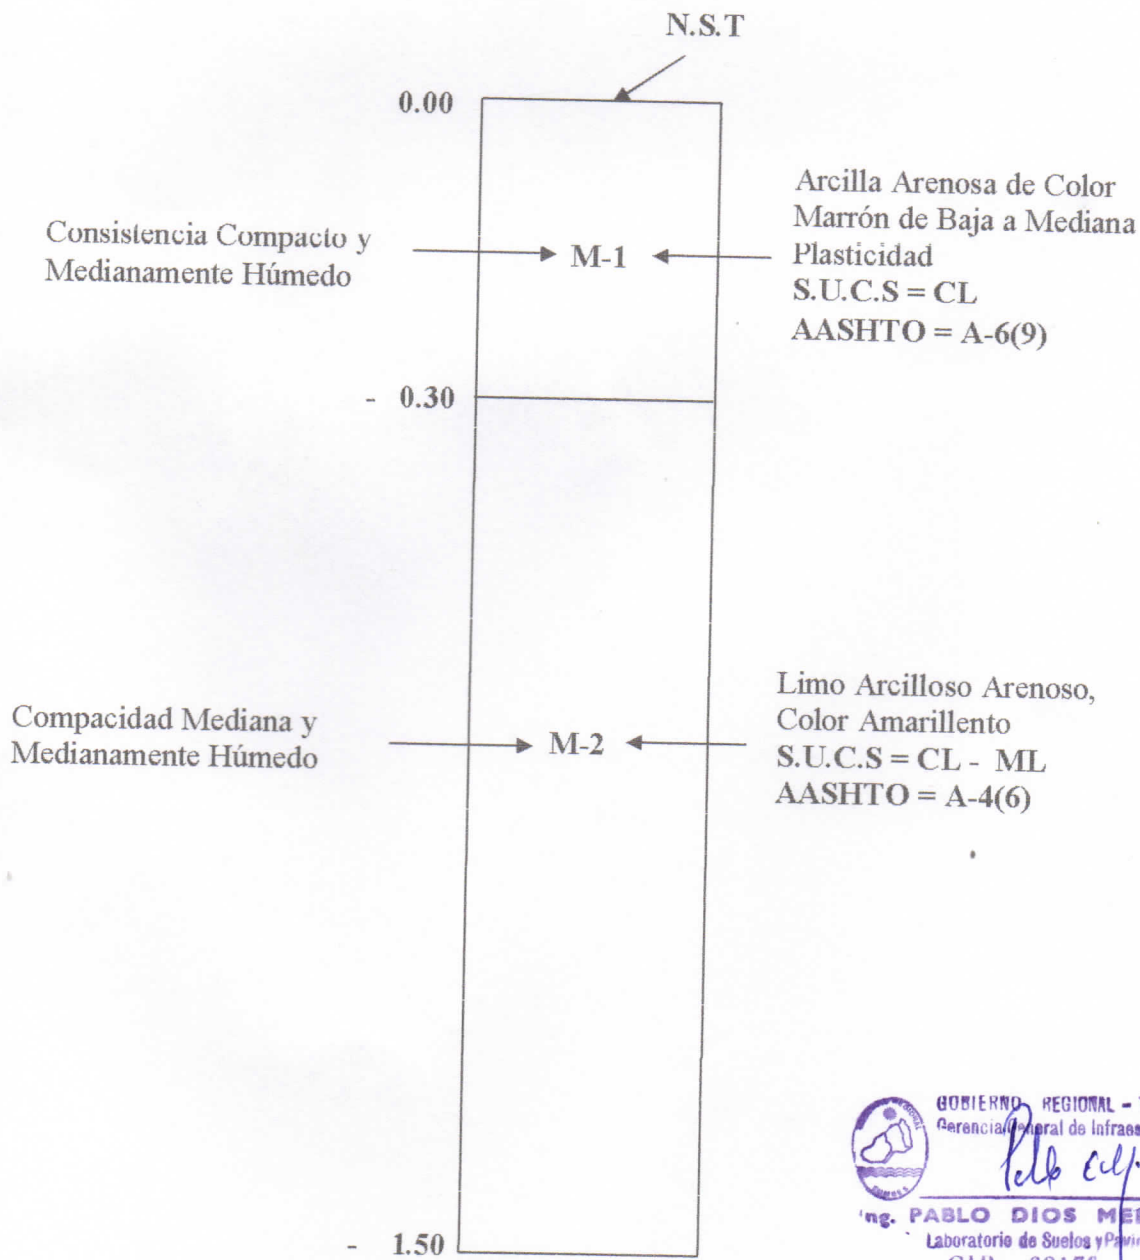 N.S.T
0.00
Consistencia Compacto y
Medianamente Húmedo
M-1
Arcilla Arenosa de Color
Marrón de Baja a Mediana
Plasticidad
S.U.C.S = CL
AASHTO = A-6(9)
- 0.30
Compacidad Mediana y
Medianamente Húmedo
M-2
Limo Arcilloso Arenoso,
Color Amarillento
S.U.C.S = CL - ML
AASHTO = A-4(6)
- 1.50
GOBIERNO REGIONAL -
Gerencia General de
Ing. PABLO DIOS
Laboratorio de Suelos y